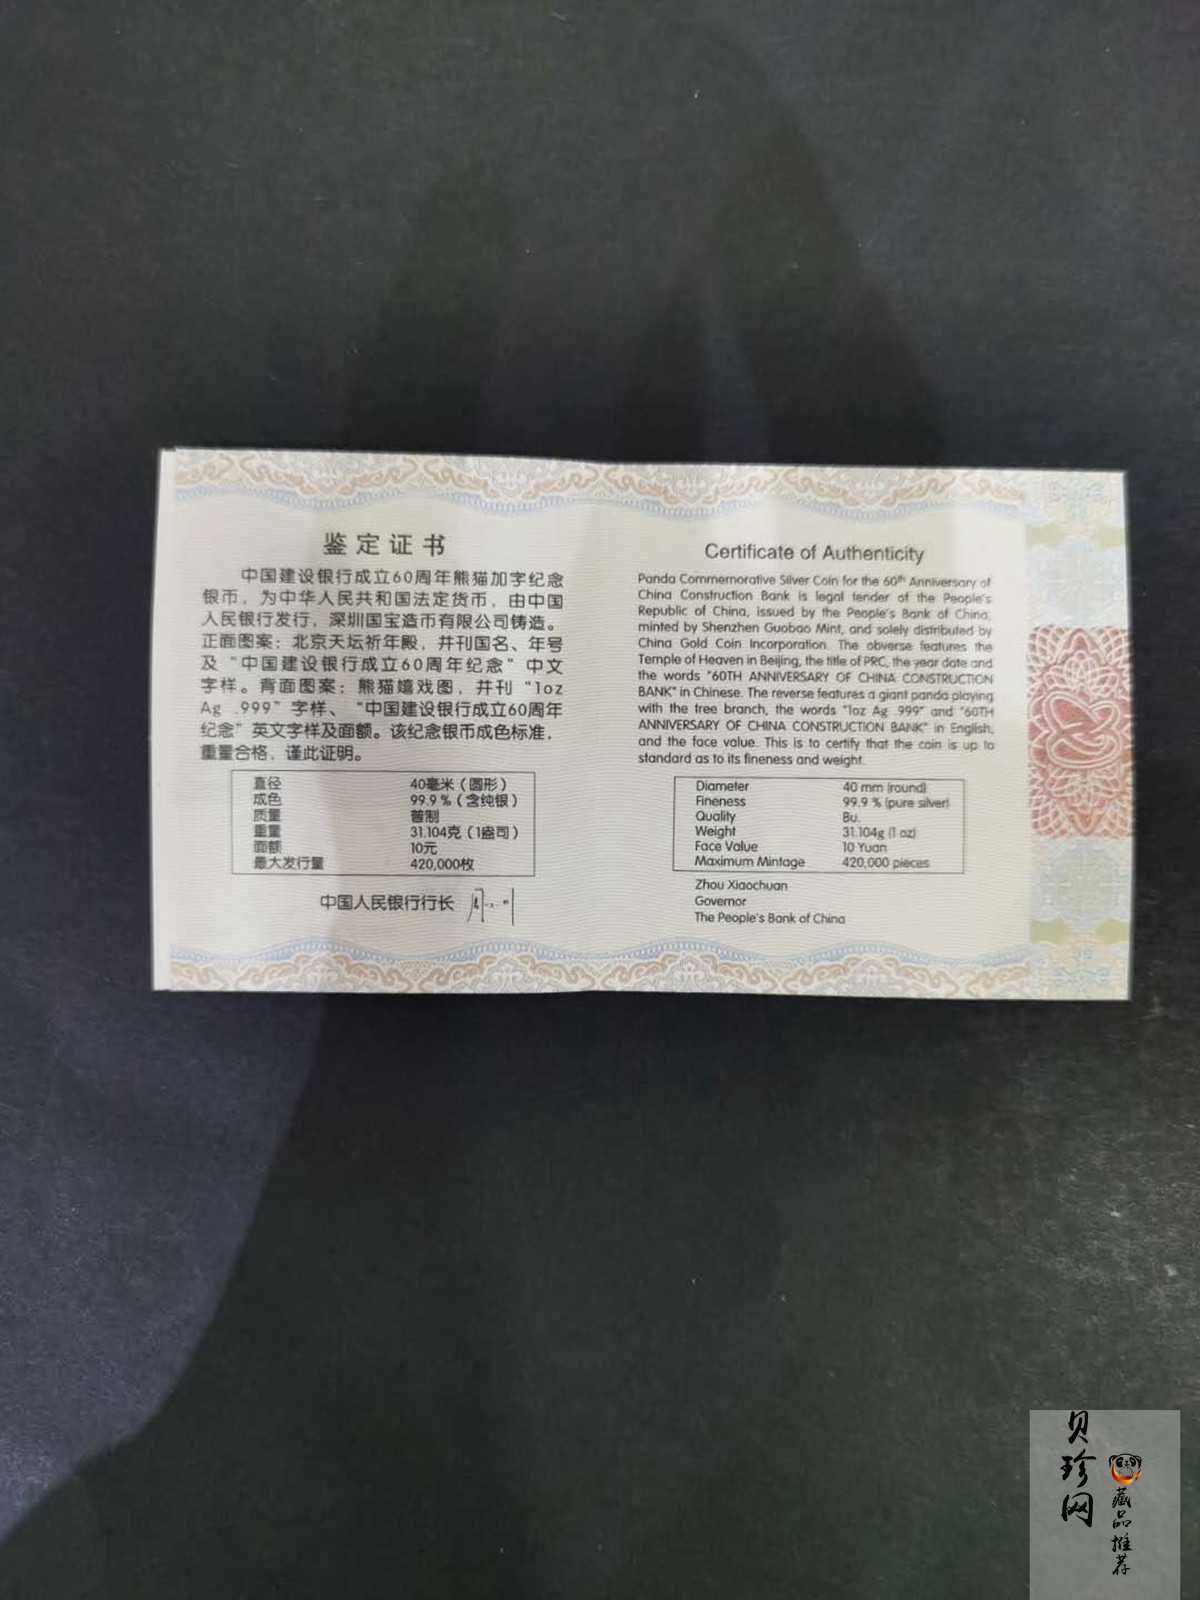 鉴定证书
中国建设银行成立60周年熊猫加字纪念
银币，为中华人民共和国法定货币，由中国
人民银行发行，深圳国宝造币有限公司铸造。
正面图案：北京天坛祈年殿，并刊国名、年号
及“中国建设银行成立60周年纪念”中文
字样。背面图案：熊猫嬉戏图，并刊“1oz
Ag .999”字样、“中国建设银行成立60周年
纪念”英文字样及面额。该纪念银币成色标准，
重量合格，谨此证明。
直径 40毫米（圆形）
成色 99.9％（含纯银）
质量 普制
重量 31.104克（1盎司）
面额 10元
最大发行量 420,000枚
中国人民银行行长
Certificate of Authenticity
Panda Commemorative Silver Coin for the 60th Anniversary of
China Construction Bank is legal tender of the People's
Republic of China, issued by the People's Bank of China,
minted by Shenzhen Guobao Mint, and solely distributed by
China Gold Coin Incorporation. The obverse features the
Temple of Heaven in Beijing, the title of PRC, the year date and
the words "60TH ANNIVERSARY OF CHINA CONSTRUCTION
BANK" in Chinese. The reverse features a giant panda playing
with the tree branch, the words "1oz Ag .999" and "60TH
ANNIVERSARY OF CHINA CONSTRUCTION BANK" in English,
and the face value. This is to certify that the coin is up to
standard as to its fineness and weight.
Diameter 40 mm (round)
Fineness 99.9 % (pure silver)
Quality Bu.
Weight 31.104g (1 oz)
Face Value 10 Yuan
Maximum Mintage 420,000 pieces
Zhou Xiaochuan
Governor
The People's Bank of China
贝珍网
藏品推荐